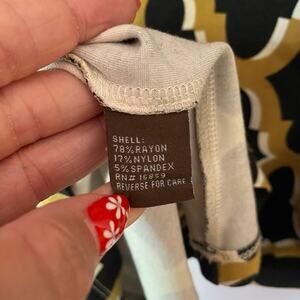 SHELL:
78%RAYON
17%NYLON
5%SPANDEX
RN# 16859
REVERSE FOR CARE